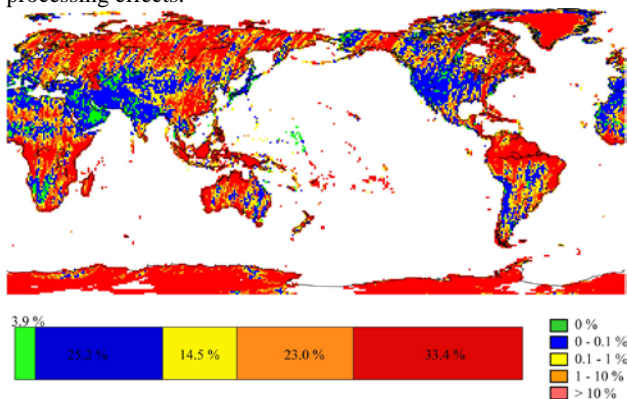 processing effects.
3.9 %
25.2 %
14.5 %
23.0 %
33.4 %
0 %
0 - 0.1 %
0.1 - 1 %
1 - 10 %
> 10 %